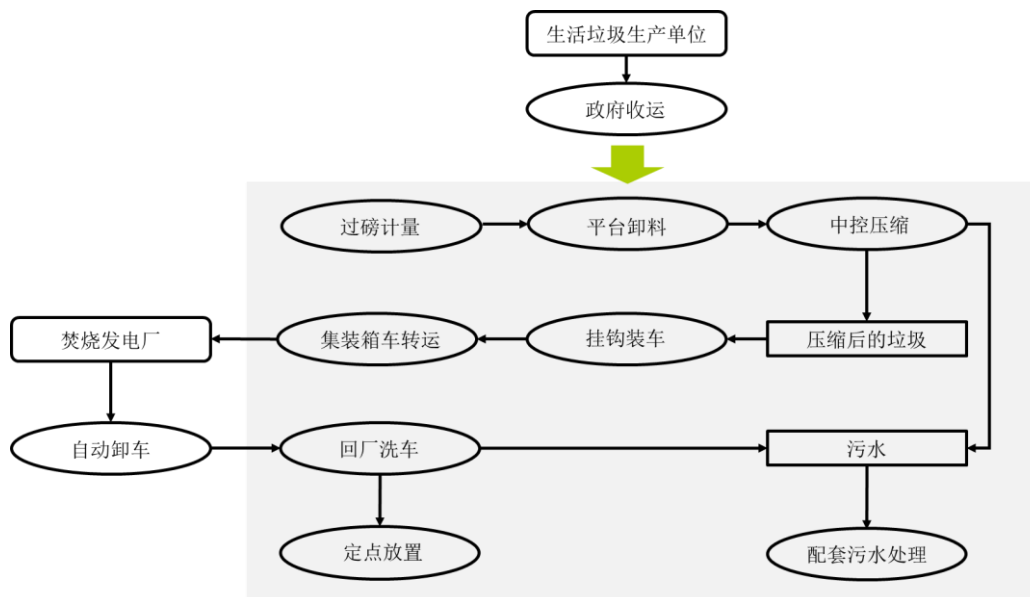 生活垃圾生产单位
政府收运
过磅计量
平台卸料
中控压缩
焚烧发电厂
集装箱车转运
挂钩装车
压缩后的垃圾
自动卸车
回厂洗车
污水
定点放置
配套污水处理